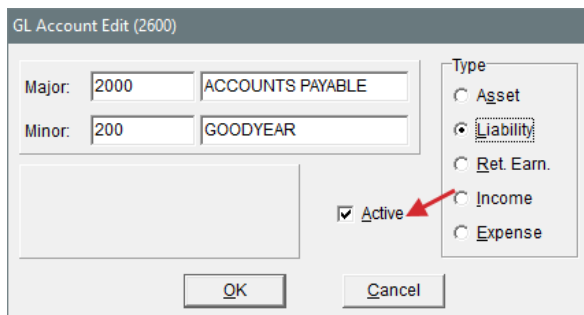 GL Account Edit (2600)
Major: 2000 ACCOUNTS PAYABLE
Minor: 200 GOODYEAR
Type
Asset
Liability
Ret. Earn.
Income
Expense
Active
OK Cancel